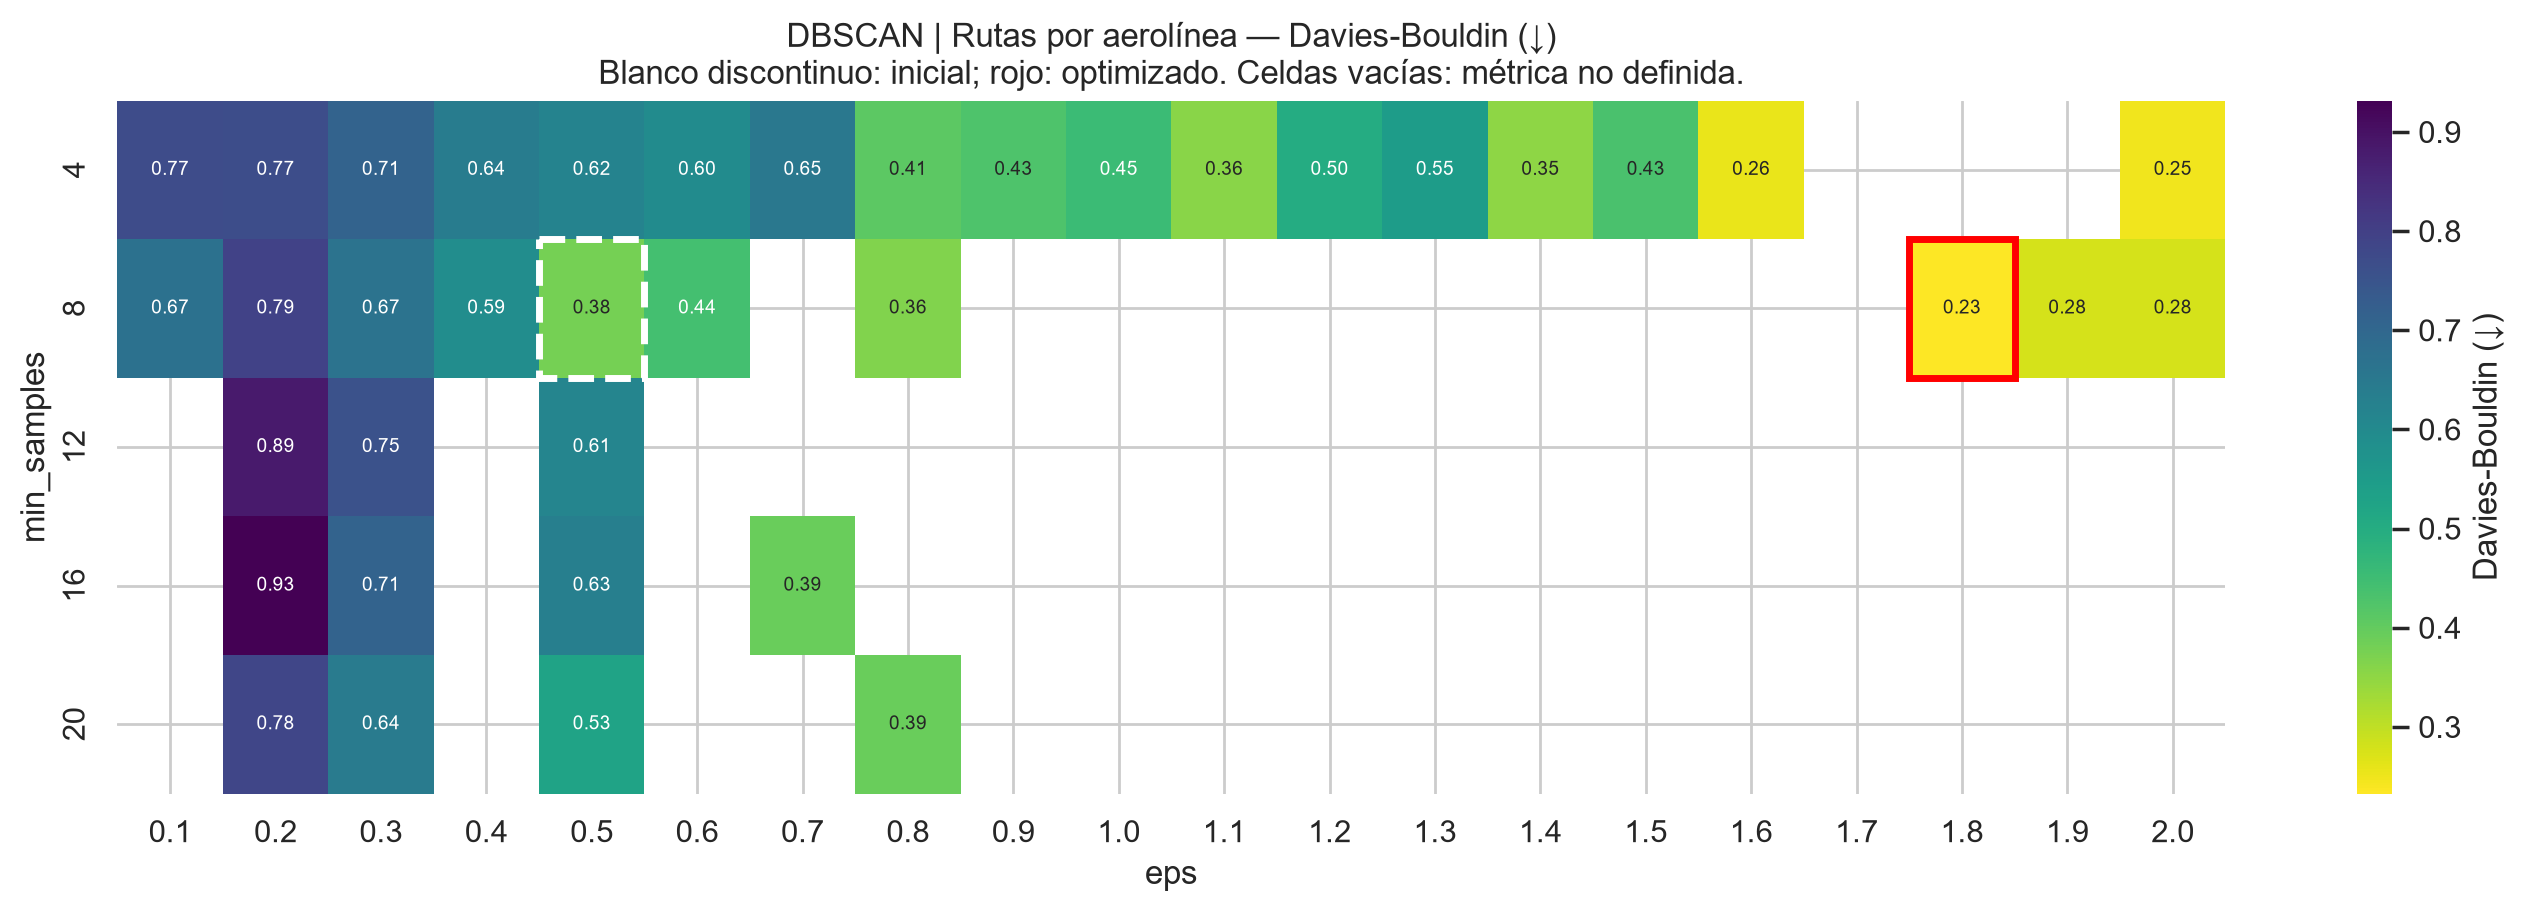 DBSCAN | Rutas por aerolínea — Davies-Bouldin (↓)
Blanco discontinuo: inicial; rojo: optimizado. Celdas vacías: métrica no definida.
min_samples
4
0.77 0.77 0.71 0.64 0.62 0.60 0.65 0.41 0.43 0.45 0.36 0.50 0.55 0.35 0.43 0.26 0.25
8
0.67 0.79 0.67 0.59 0.38 0.44 0.36 0.23 0.28 0.28
12
0.89 0.75 0.61
16
0.93 0.71 0.63 0.39
20
0.78 0.64 0.53 0.39
0.1 0.2 0.3 0.4 0.5 0.6 0.7 0.8 0.9 1.0 1.1 1.2 1.3 1.4 1.5 1.6 1.7 1.8 1.9 2.0
eps
0.9
0.8
0.7
0.6
0.5
0.4
0.3
Davies-Bouldin (↓)